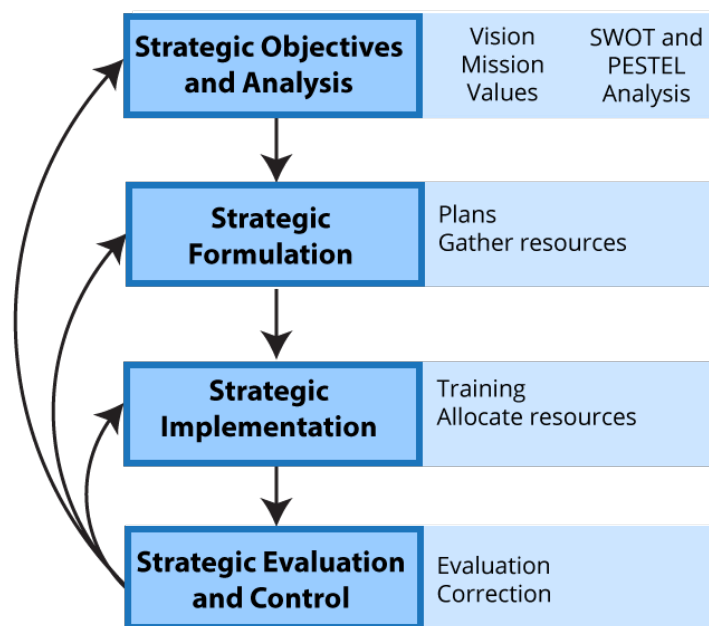 Strategic Objectives
and Analysis
Vision
Mission
Values
SWOT and
PESTEL
Analysis
Strategic
Formulation
Plans
Gather resources
Strategic
Implementation
Training
Allocate resources
Strategic Evaluation
and Control
Evaluation
Correction